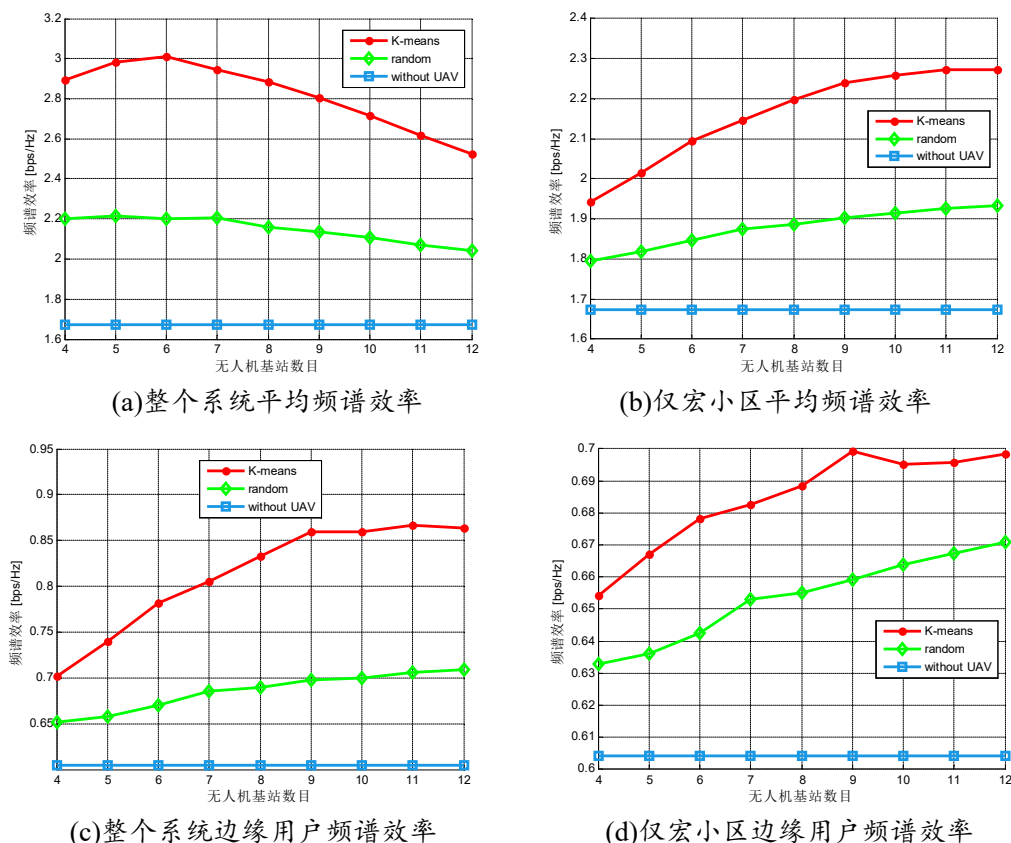 3.2
3
2.8
2.6
2.4
2.2
2
1.8
1.6
频谱效率 [bps/Hz]
K-means
random
without UAV
4 5 6 7 8 9 10 11 12
无人机基站数目
(a)整个系统平均频谱效率
2.4
2.3
2.2
2.1
2
1.9
1.8
1.7
1.6
频谱效率 [bps/Hz]
K-means
random
without UAV
4 5 6 7 8 9 10 11 12
无人机基站数目
(b)仅宏小区平均频谱效率
0.95
0.9
0.85
0.8
0.75
0.7
0.65
频谱效率 [bps/Hz]
K-means
random
without UAV
4 5 6 7 8 9 10 11 12
无人机基站数目
(c)整个系统边缘用户频谱效率
0.7
0.69
0.68
0.67
0.66
0.65
0.64
0.63
0.62
0.61
0.6
频谱效率 [bps/Hz]
K-means
random
without UAV
4 5 6 7 8 9 10 11 12
无人机基站数目
(d)仅宏小区边缘用户频谱效率